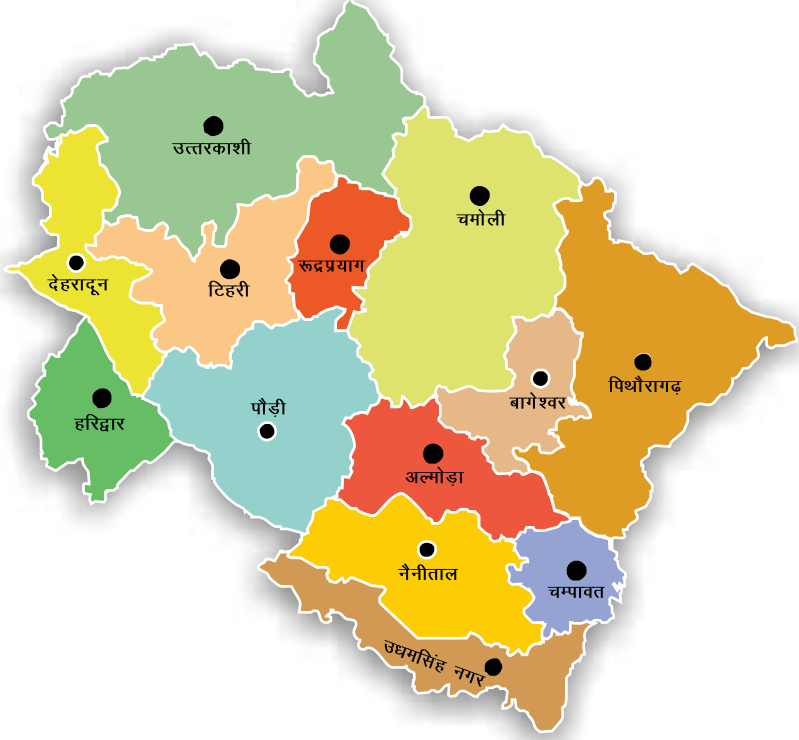 उत्तरकाशी
चमोली
रूद्रप्रयाग
देहरादून
टिहरी
पिथौरागढ़
बागेश्वर
पौड़ी
हरिद्वार
अल्मोड़ा
नैनीताल
चम्पावत
उधमसिंह नगर